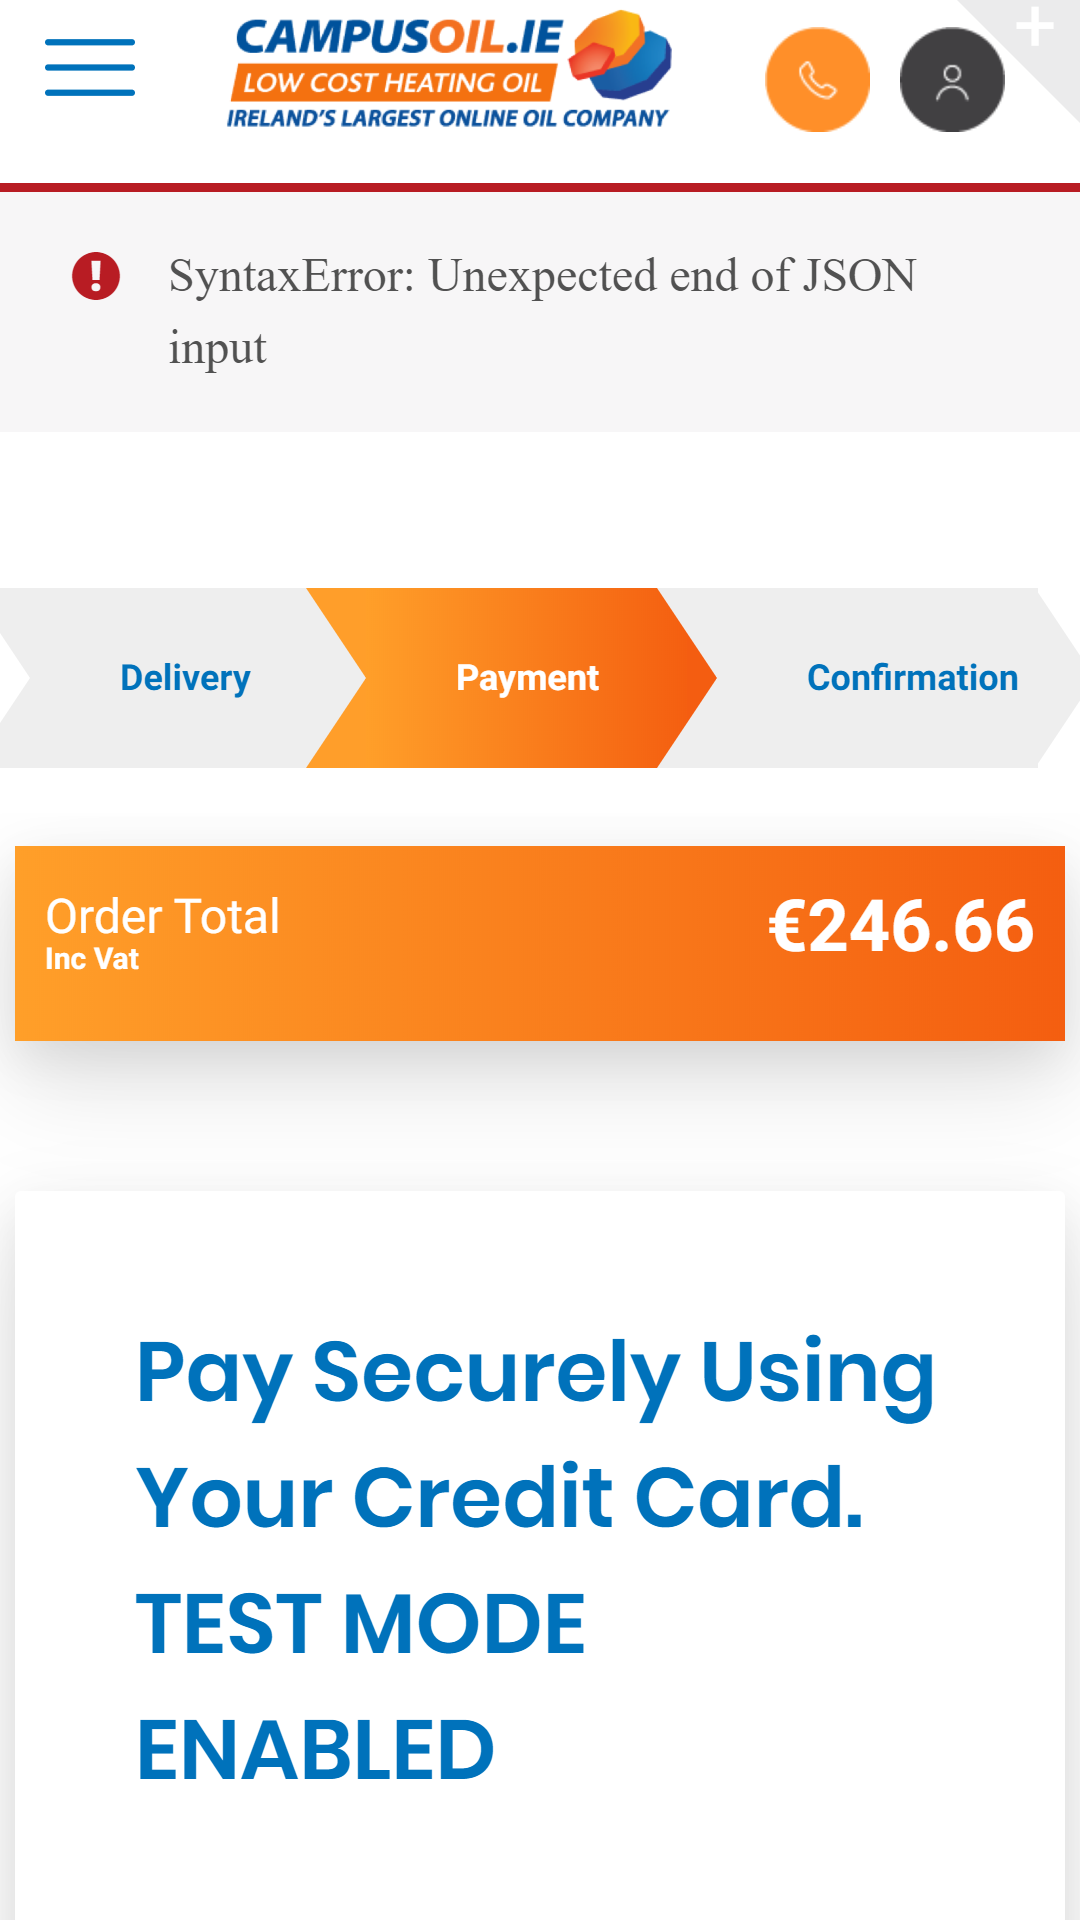 CAMPUSOIL.IE
LOW COST HEATING OIL
IRELAND'S LARGEST ONLINE OIL COMPANY
SyntaxError: Unexpected end of JSON
input
Delivery
Payment
Confirmation
Order Total
€246.66
Inc Vat
Pay Securely Using
Your Credit Card.
TEST MODE
ENABLED